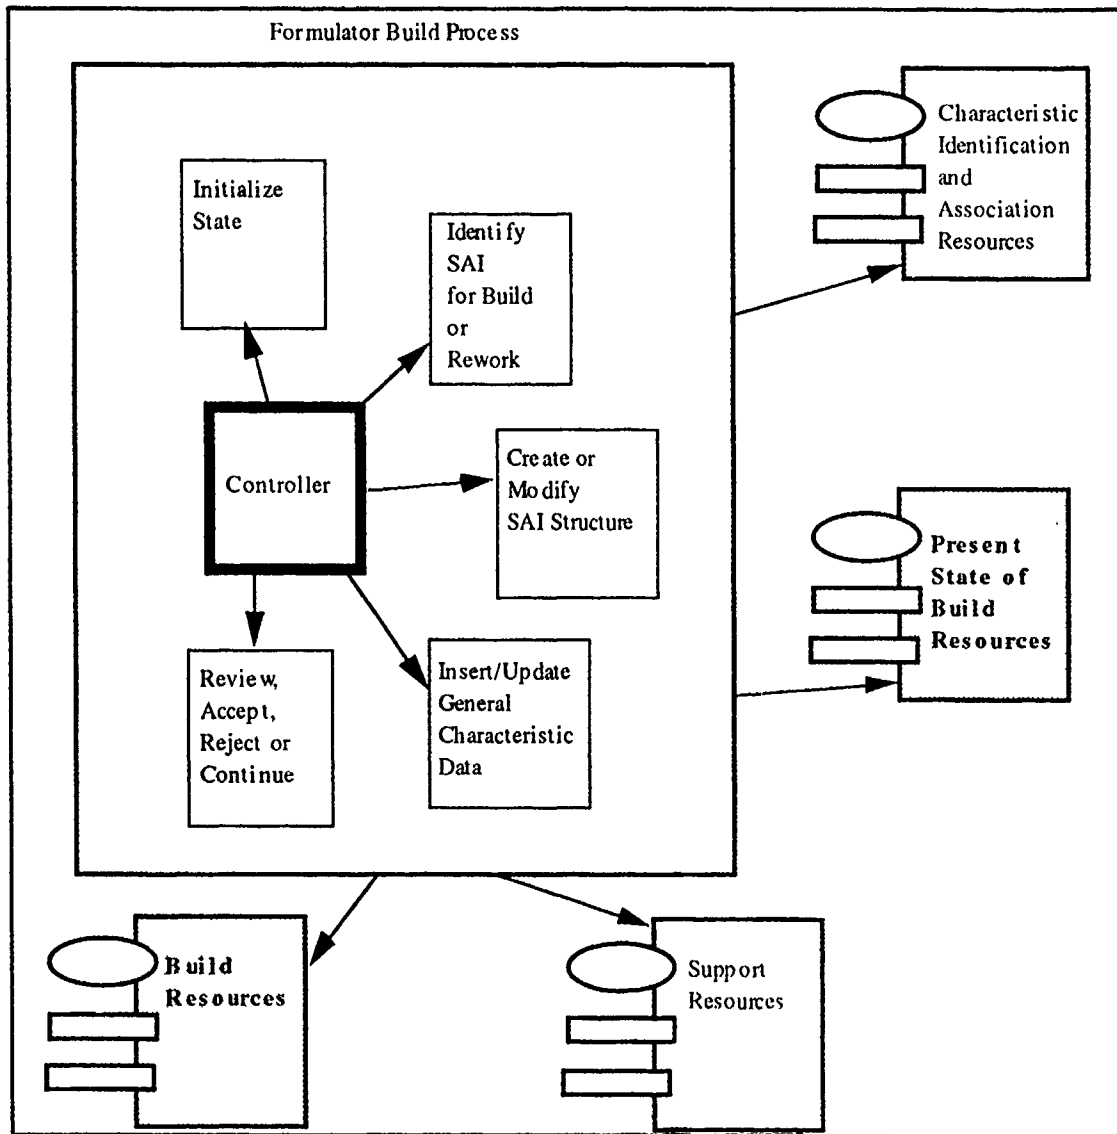 Formulator Build Process
Initialize
State
Identify
SAI
for Build
or
Rework
Controller
Create or
Modify
SAI Structure
Review,
Accept,
Reject or
Continue
Insert/Update
General
Characteristic
Data
Characteristic
Identification
and
Association
Resources
Present
State of
Build
Resources
Build
Resources
Support
Resources